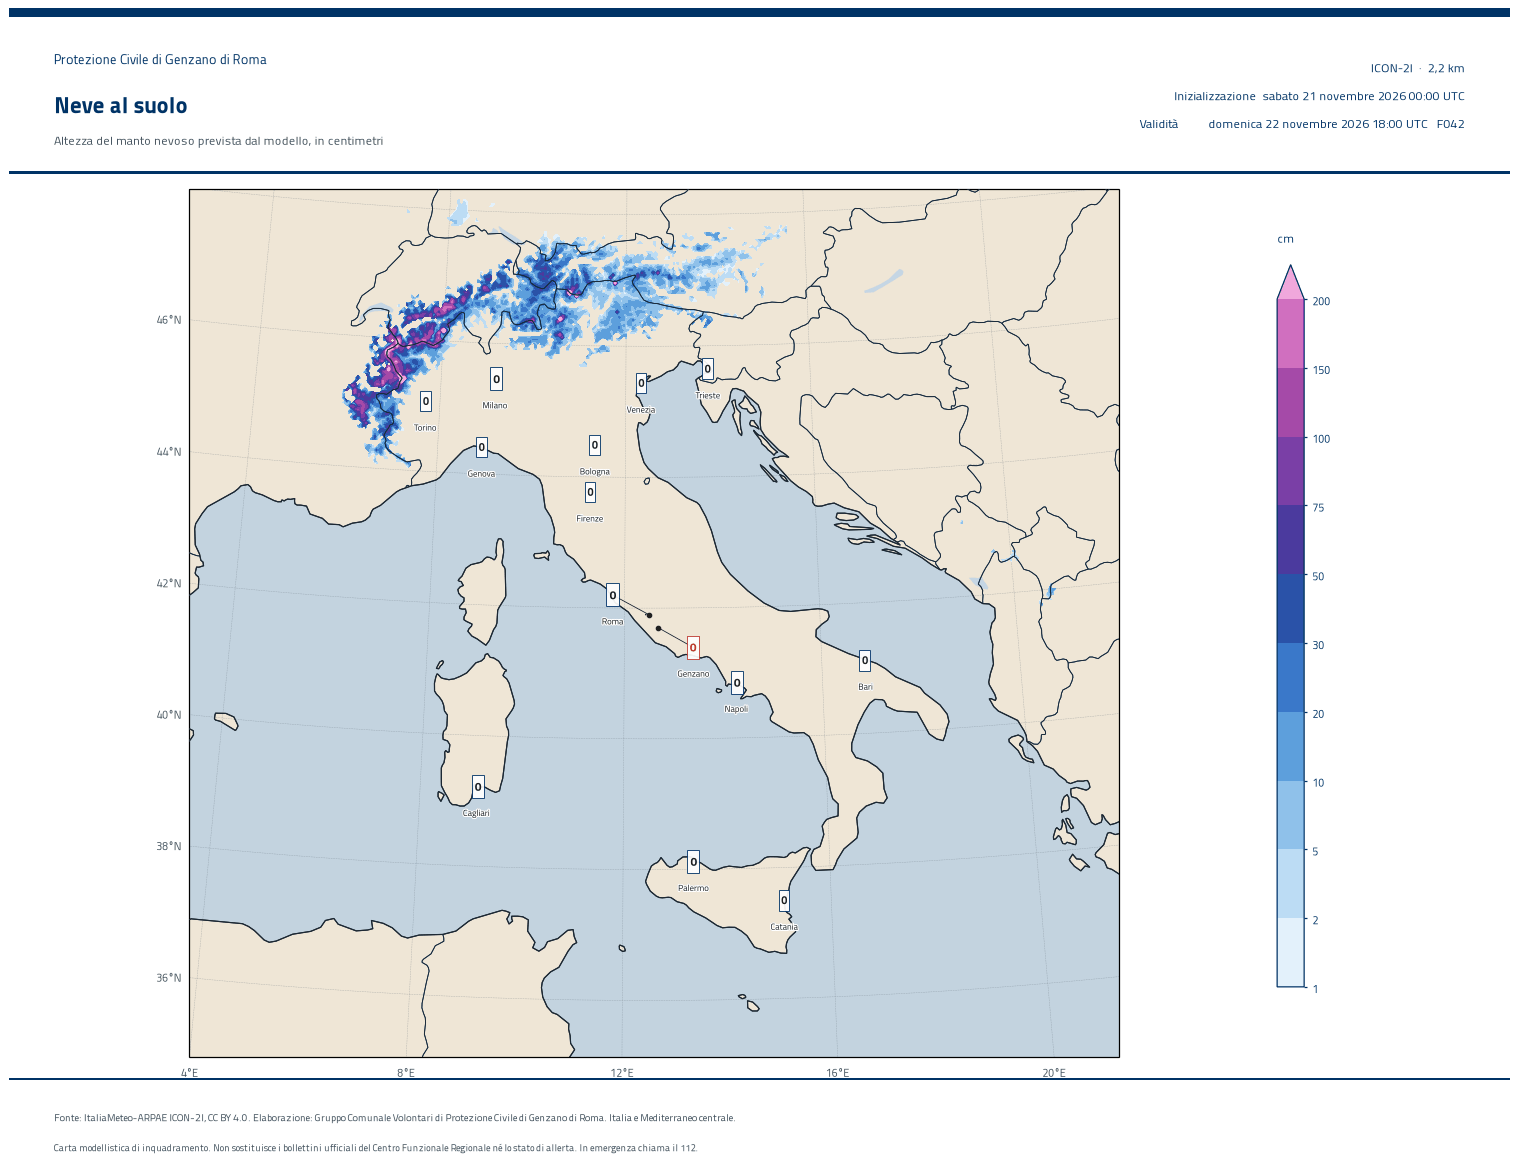 Protezione Civile di Genzano di Roma
Neve al suolo
Altezza del manto nevoso prevista dal modello, in centimetri
ICON-2I · 2,2 km
Inizializzazione sabato 21 novembre 2026 00:00 UTC
Validità domenica 22 novembre 2026 18:00 UTC F042
cm
200
150
100
75
50
30
20
10
5
2
1
46°N
44°N
42°N
40°N
38°N
36°N
4°E
8°E
12°E
16°E
20°E
0
Milano
0
Torino
0
Venezia
0
Trieste
0
Genova
0
Bologna
0
Firenze
0
Roma
0
Genzano
0
Napoli
0
Bari
0
Cagliari
0
Palermo
0
Catania
Fonte: ItaliaMeteo-ARPAE ICON-2I, CC BY 4.0. Elaborazione: Gruppo Comunale Volontari di Protezione Civile di Genzano di Roma. Italia e Mediterraneo centrale.
Carta modellistica di inquadramento. Non sostituisce i bollettini ufficiali del Centro Funzionale Regionale né lo stato di allerta. In emergenza chiama il 112.